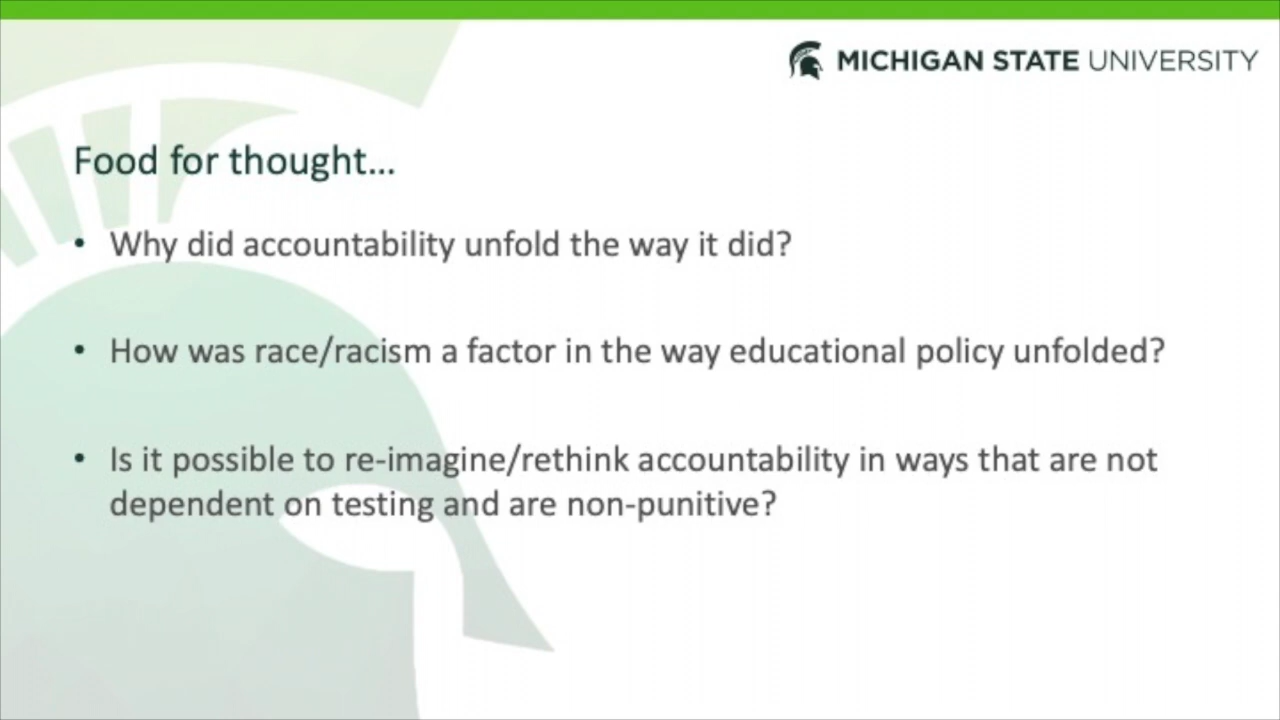 MICHIGAN STATE UNIVERSITY
Food for thought...
• Why did accountability unfold the way it did?
• How was race/racism a factor in the way educational policy unfolded?
• Is it possible to re-imagine/rethink accountability in ways that are not
dependent on testing and are non-punitive?